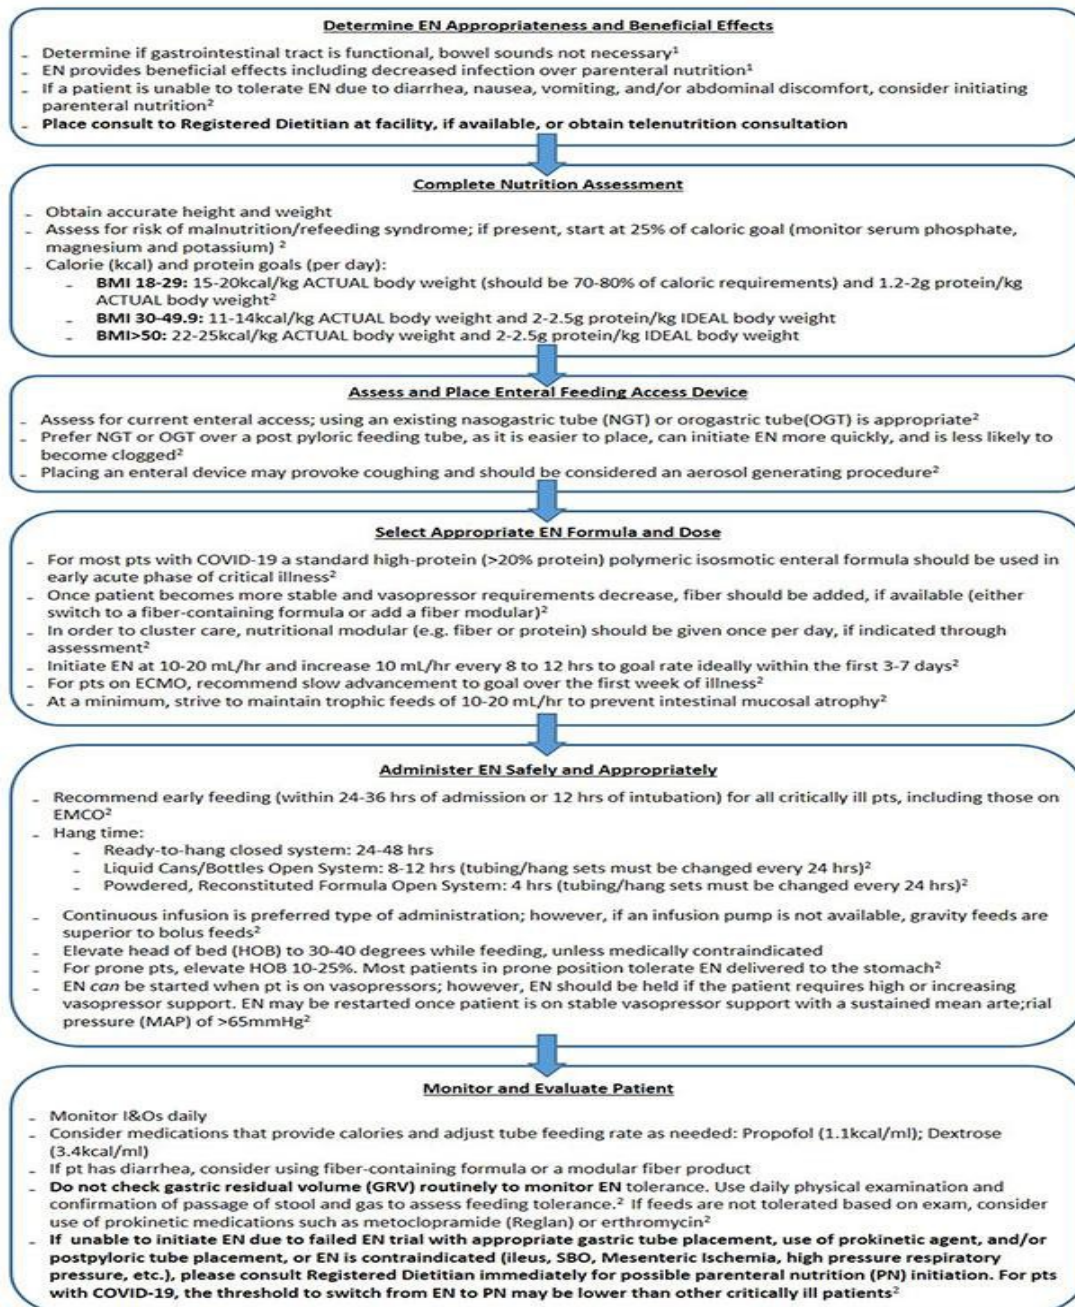 Determine EN Appropriateness and Beneficial Effects
- Determine if gastrointestinal tract is functional, bowel sounds not necessary¹
- EN provides beneficial effects including decreased infection over parenteral nutrition¹
- If a patient is unable to tolerate EN due to diarrhea, nausea, vomiting, and/or abdominal discomfort, consider initiating
parenteral nutrition²
- Place consult to Registered Dietitian at facility, if available, or obtain telenutrition consultation
Complete Nutrition Assessment
- Obtain accurate height and weight
- Assess for risk of malnutrition/refeeding syndrome; if present, start at 25% of caloric goal (monitor serum phosphate,
magnesium and potassium) ²
- Calorie (kcal) and protein goals (per day):
- BMI 18-29: 15-20kcal/kg ACTUAL body weight (should be 70-80% of caloric requirements) and 1.2-2g protein/kg
ACTUAL body weight²
- BMI 30-49.9: 11-14kcal/kg ACTUAL body weight and 2-2.5g protein/kg IDEAL body weight
- BMI>50: 22-25kcal/kg ACTUAL body weight and 2-2.5g protein/kg IDEAL body weight
Assess and Place Enteral Feeding Access Device
- Assess for current enteral access; using an existing nasogastric tube (NGT) or orogastric tube(OGT) is appropriate²
- Prefer NGT or OGT over a post pyloric feeding tube, as it is easier to place, can initiate EN more quickly, and is less likely to
become clogged²
- Placing an enteral device may provoke coughing and should be considered an aerosol generating procedure²
Select Appropriate EN Formula and Dose
- For most pts with COVID-19 a standard high-protein (>20% protein) polymeric isosmotic enteral formula should be used in
early acute phase of critical illness²
- Once patient becomes more stable and vasopressor requirements decrease, fiber should be added, if available (either
switch to a fiber-containing formula or add a fiber modular)²
- In order to cluster care, nutritional modular (e.g. fiber or protein) should be given once per day, if indicated through
assessment²
- Initiate EN at 10-20 mL/hr and increase 10 mL/hr every 8 to 12 hrs to goal rate ideally within the first 3-7 days²
- For pts on ECMO, recommend slow advancement to goal over the first week of illness²
- At a minimum, strive to maintain trophic feeds of 10-20 mL/hr to prevent intestinal mucosal atrophy²
Administer EN Safely and Appropriately
- Recommend early feeding (within 24-36 hrs of admission or 12 hrs of intubation) for all critically ill pts, including those on
EMCO²
- Hang time:
- Ready-to-hang closed system: 24-48 hrs
- Liquid Cans/Bottles Open System: 8-12 hrs (tubing/hang sets must be changed every 24 hrs)²
- Powdered, Reconstituted Formula Open System: 4 hrs (tubing/hang sets must be changed every 24 hrs)²
- Continuous infusion is preferred type of administration; however, if an infusion pump is not available, gravity feeds are
superior to bolus feeds²
- Elevate head of bed (HOB) to 30-40 degrees while feeding, unless medically contraindicated
- For prone pts, elevate HOB 10-25%. Most patients in prone position tolerate EN delivered to the stomach²
- EN can be started when pt is on vasopressors; however, EN should be held if the patient requires high or increasing
vasopressor support. EN may be restarted once patient is on stable vasopressor support with a sustained mean arte;rial
pressure (MAP) of >65mmHg²
Monitor and Evaluate Patient
- Monitor I&Os daily
- Consider medications that provide calories and adjust tube feeding rate as needed: Propofol (1.1kcal/ml); Dextrose
(3.4kcal/ml)
- If pt has diarrhea, consider using fiber-containing formula or a modular fiber product
- Do not check gastric residual volume (GRV) routinely to monitor EN tolerance. Use daily physical examination and
confirmation of passage of stool and gas to assess feeding tolerance.² If feeds are not tolerated based on exam, consider
use of prokinetic medications such as metoclopramide (Reglan) or erthromycin²
- If unable to initiate EN due to failed EN trial with appropriate gastric tube placement, use of prokinetic agent, and/or
postpyloric tube placement, or EN is contraindicated (ileus, SBO, Mesenteric Ischemia, high pressure respiratory
pressure, etc.), please consult Registered Dietitian immediately for possible parenteral nutrition (PN) initiation. For pts
with COVID-19, the threshold to switch from EN to PN may be lower than other critically ill patients²